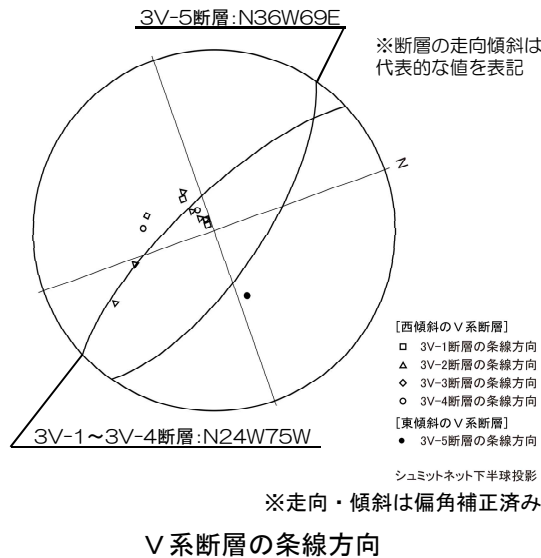 3V-5断層:N36W69E
※断層の走向傾斜は
代表的な値を表記
N
[西傾斜のV系断層]
□ 3V-1断層の条線方向
△ 3V-2断層の条線方向
◇ 3V-3断層の条線方向
○ 3V-4断層の条線方向
[東傾斜のV系断層]
● 3V-5断層の条線方向
3V-1~3V-4断層:N24W75W
シュミットネット下半球投影
※走向・傾斜は偏角補正済み
V系断層の条線方向